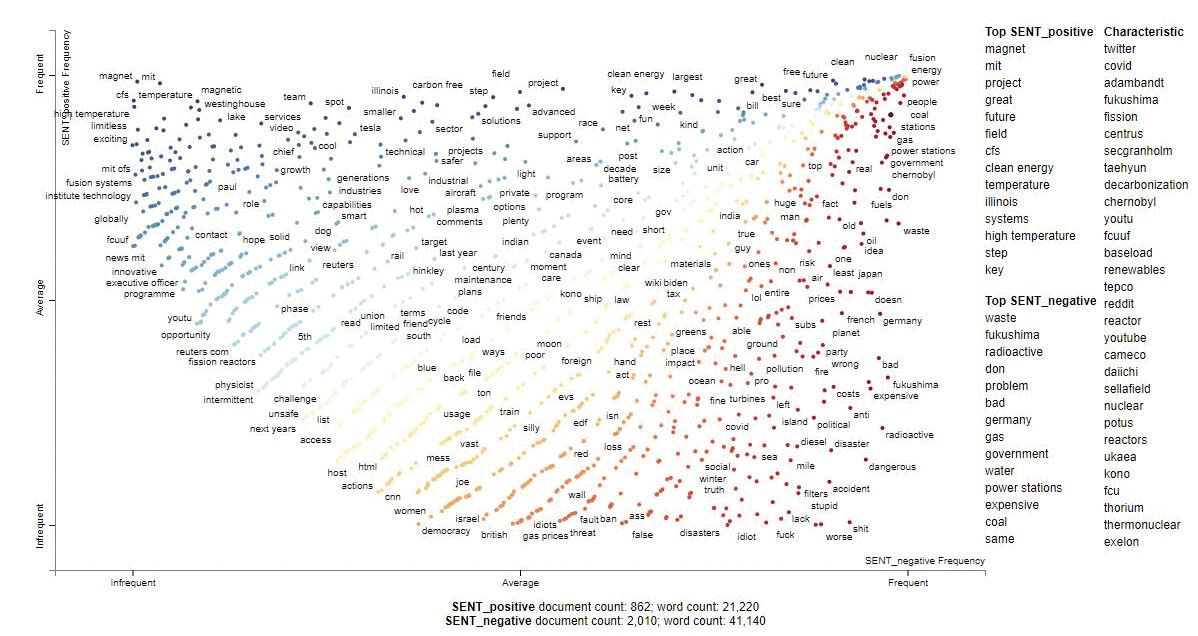 SENT_positive Frequency
Frequent
Average
Infrequent
nuclear fusion
clean energy
free future power
magnet mit
cfs temperature magnetic
westinghouse
high temperature
limitless
exciting
lake services
video
team spot
illinois carbon free field
step project
smaller
tesla sector solutions advanced
support race
clean energy largest great
key
week
fun
net kind
bill best sure
people
coal
stations
gas
power stations
government
chernobyl
mit cfs
fusion systems
institute technology
globally
fcuuf
news mit
innovative
executive officer
programme
chief cool
growth
paul
role
generations
industries
capabilities
smart
technical projects
safer
industrial
aircraft
light
private program
love
hot plasma options
comments plenty
areas post
decade
battery
size
core
action
unit car
top real
contact hope solid dog
view
link reuters rail
target
last year indian
hinkley century
maintenance
plans
gov
need short
event
canada mind
moment clear
care
india
true
guy
huge
man fact
fuels don
old waste
oil
idea
materials
ones non risk
one
air least japan
wiki biden
tax
lol entire
prices doesn
youtu
opportunity
reuters com
fission reactors
physicist
intermittent
phase
5th
read union
limited
terms
friend cycle
south
code
friends
kono ship law
load
ways moon
poor foreign
rest greens able
subs french germany
planet
place
impact
ground
party
wrong bad
hell pollution fire
challenge
unsafe
next years list
access
blue
back file
ton
usage train
evs
silly edf isn
hand
act
ocean pro
fukushima
expensive
fine turbines
left costs
anti
island political
covid radioactive
host html
actions
cnn
vast
mess
joe
women
democracy israel
british
red loss
wall
idiots
gas prices
fault ban ass
threat false
disasters
social
winter
truth
sea mile
diesel disaster
dangerous
filters accident
stupid
lack
idiot fuck worse shit
SENT_negative Frequency
Infrequent Average Frequent
SENT_positive document count: 862; word count: 21,220
SENT_negative document count: 2,010; word count: 41,140
Top SENT_positive
magnet
mit
project
great
future
field
cfs
clean energy
temperature
illinois
systems
high temperature
step
key
Top SENT_negative
waste
fukushima
radioactive
don
problem
bad
germany
gas
government
water
power stations
expensive
coal
same
Characteristic
twitter
covid
adambandt
fukushima
fission
centrus
secgranholm
taehyun
decarbonization
chernobyl
youtu
fcuuf
baseload
renewables
tepco
reddit
reactor
youtube
cameco
daiichi
sellafield
nuclear
potus
reactors
ukaea
kono
fcu
thorium
thermonuclear
exelon